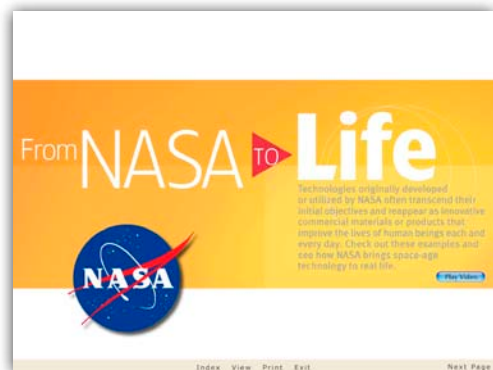 From NASA TO Life
Technologies originally developed
or utilized by NASA often transcend their
initial objectives and reappear as innovative
commercial materials or products that
improve the lives of human beings each and
every day. Check out these examples and
see how NASA brings space-age
technology to real life.
Play Video
NASA
Index View Print Exit Next Page